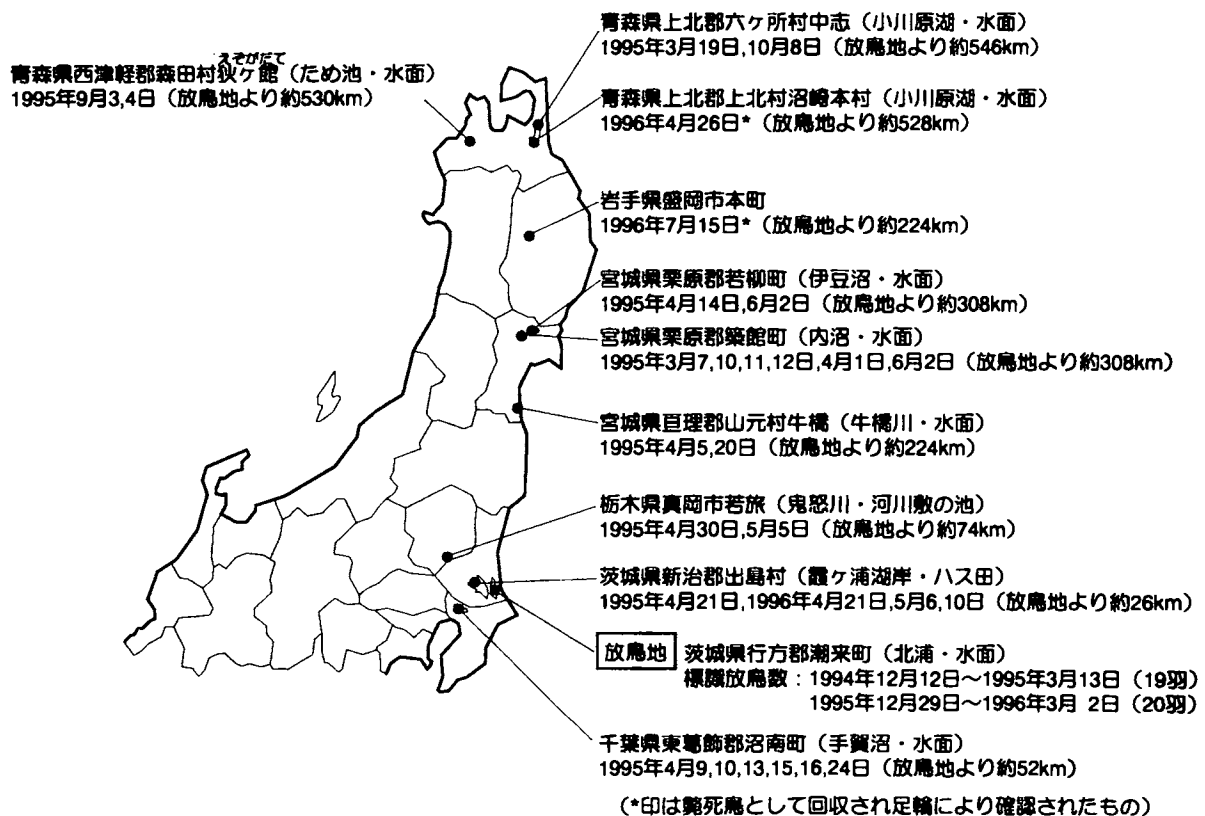 青森県上北郡六ヶ所村中志（小川原湖・水面）
1995年3月19日,10月8日（放鳥地より約546km）
えぞがだて
青森県西津軽郡森田村狄ヶ館（ため池・水面）
1995年9月3,4日（放鳥地より約530km）
青森県上北郡上北村沼崎本村（小川原湖・水面）
1996年4月26日*（放鳥地より約528km）
岩手県盛岡市本町
1996年7月15日*（放鳥地より約224km）
宮城県栗原郡若柳町（伊豆沼・水面）
1995年4月14日,6月2日（放鳥地より約308km）
宮城県栗原郡築館町（内沼・水面）
1995年3月7,10,11,12日,4月1日,6月2日（放鳥地より約308km）
宮城県亘理郡山元村牛橋（牛橋川・水面）
1995年4月5,20日（放鳥地より約224km）
栃木県真岡市若旅（鬼怒川・河川敷の池）
1995年4月30日,5月5日（放鳥地より約74km）
茨城県新治郡出島村（霞ヶ浦湖岸・ハス田）
1995年4月21日,1996年4月21日,5月6,10日（放鳥地より約26km）
放鳥地 茨城県行方郡潮来町（北浦・水面）
標識放鳥数：1994年12月12日～1995年3月13日（19羽）
1995年12月29日～1996年3月 2日（20羽）
千葉県東葛飾郡沼南町（手賀沼・水面）
1995年4月9,10,13,15,16,24日（放鳥地より約52km）
（*印は斃死鳥として回収され足輪により確認されたもの）